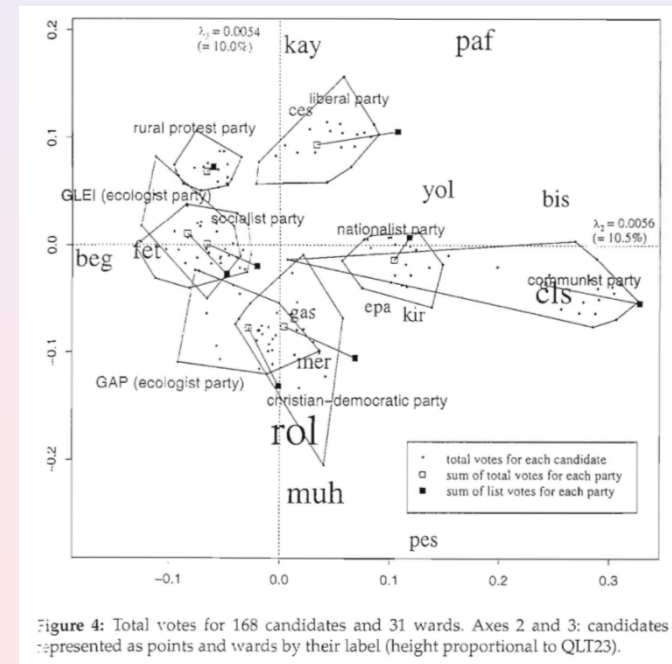 λ₃ = 0.0054
(= 10.0%)
kay
paf
liberal party
ces
rural protest party
GLEI (ecologist party)
socialist party
yol
bis
nationalist party
λ₂ = 0.0056
(= 10.5%)
beg
fet
communist party
cls
gas
epa
kir
mer
GAP (ecologist party)
christian-democratic party
rol
muh
pes
total votes for each candidate
sum of total votes for each party
sum of list votes for each party
0.2
0.1
0.0
-0.1
-0.2
-0.1
0.0
0.1
0.2
0.3
Figure 4: Total votes for 168 candidates and 31 wards. Axes 2 and 3: candidates
represented as points and wards by their label (height proportional to QLT23).